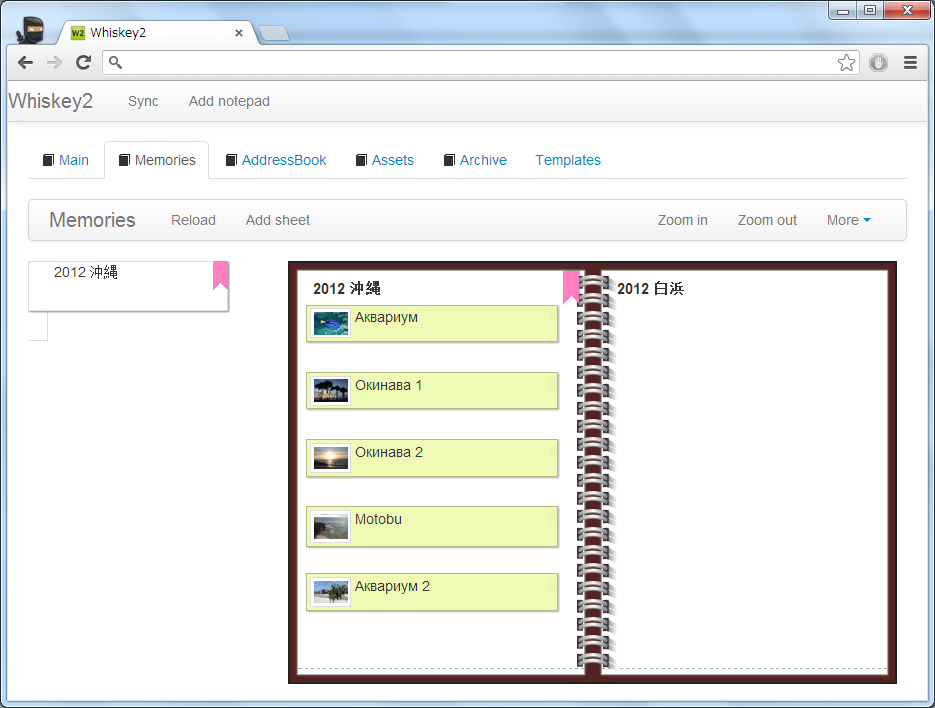 W2 Whiskey2
Whiskey2 Sync Add notepad
Main Memories AddressBook Assets Archive Templates
Memories Reload Add sheet Zoom in Zoom out More
2012 沖縄
2012 沖縄
Аквариум
Окинава 1
Окинава 2
Motobu
Аквариум 2
2012 白浜